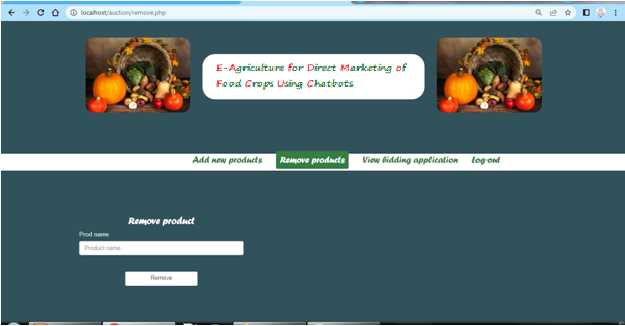 localhost/auction/remove.php
E-Agriculture for Direct Marketing of
Food Crops Using Chatbots
Add new products Remove products View bidding application Log out
Remove product
Prod name
Product name
Remove